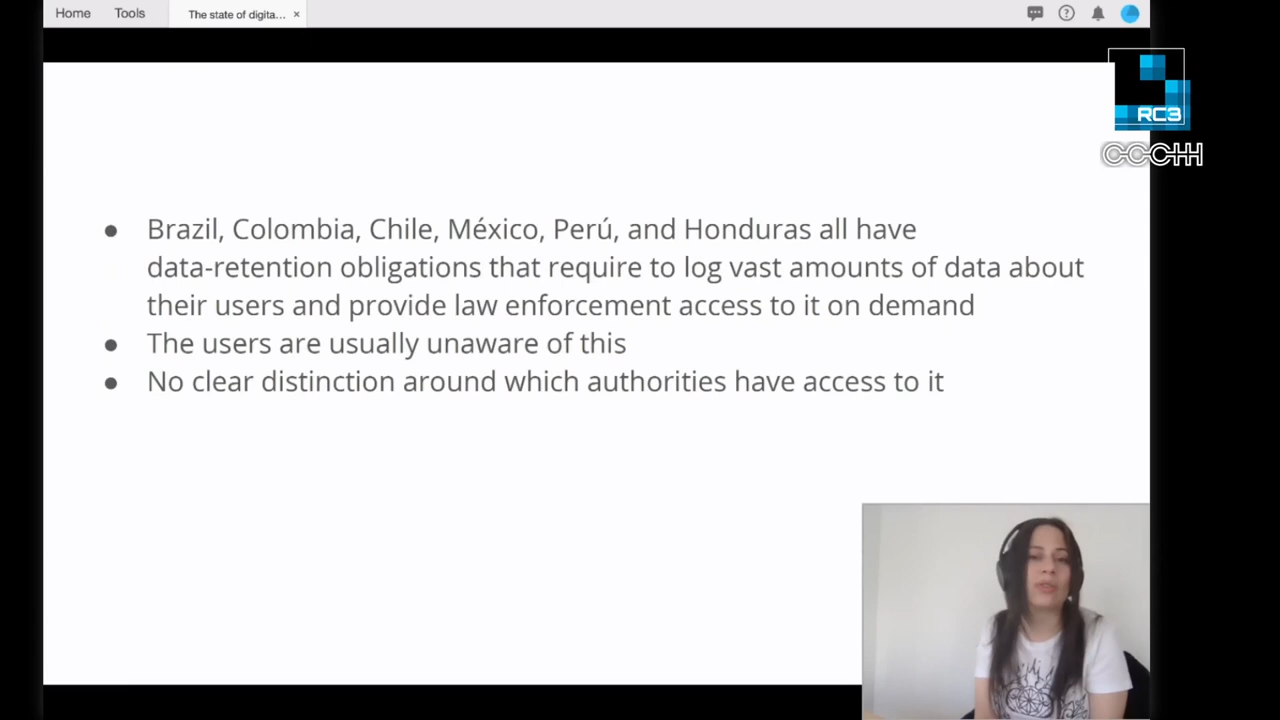 Home Tools The state of digita... ×
RC3
CCCHH
● Brazil, Colombia, Chile, México, Perú, and Honduras all have
data-retention obligations that require to log vast amounts of data about
their users and provide law enforcement access to it on demand
● The users are usually unaware of this
● No clear distinction around which authorities have access to it